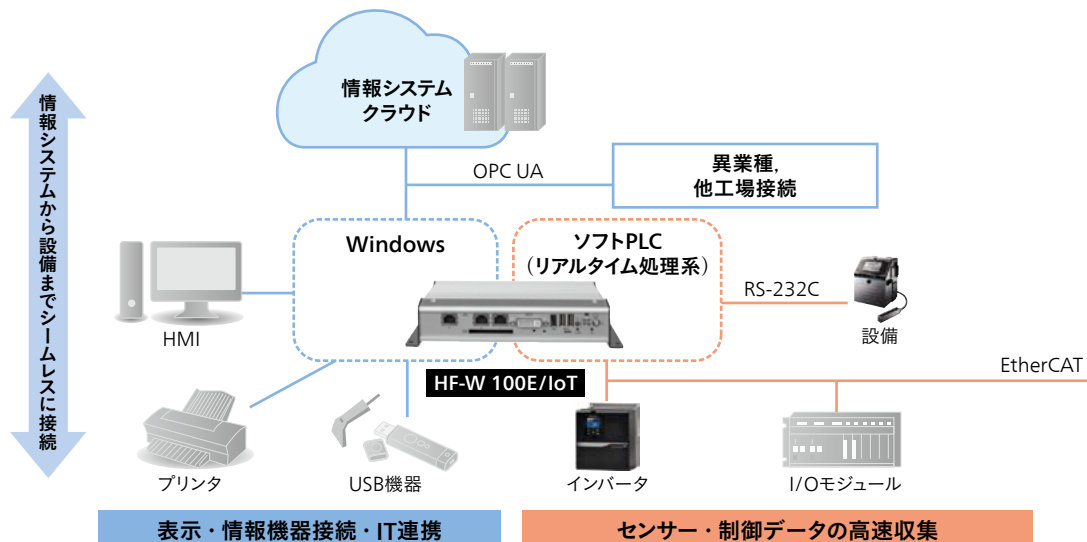 情報システム
クラウド
情報システムから設備までシームレスに接続
OPC UA
異業種,
他工場接続
Windows
ソフトPLC
（リアルタイム処理系）
RS-232C
HMI
設備
HF-W 100E/IoT
EtherCAT
プリンタ
USB機器
インバータ
I/Oモジュール
表示・情報機器接続・IT連携
センサー・制御データの高速収集